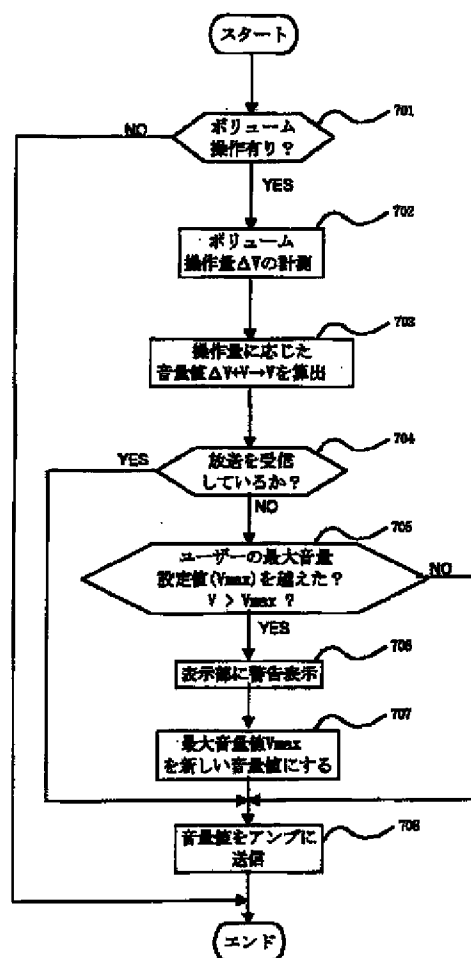 スタート
701
ボリューム
操作有り？
NO
YES
702
ボリューム
操作量ΔVの計測
703
操作量に応じた
音量値ΔV+V→Vを算出
704
放送を受信
しているか？
YES
NO
705
ユーザーの最大音量
設定値(Vmax)を越えた？
V > Vmax ?
NO
YES
706
表示部に警告表示
707
最大音量値Vmax
を新しい音量値にする
708
音量値をアンプに
送信
エンド